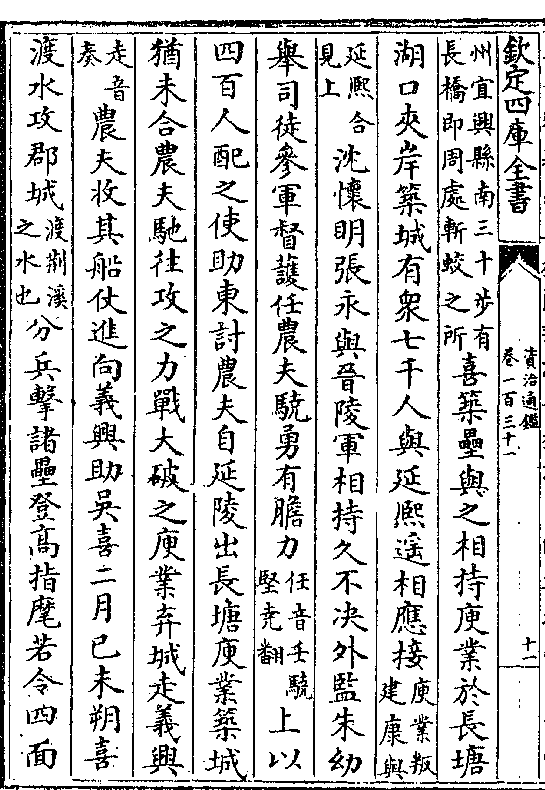 欽定四庫全書
資治通鑑
卷一百三十一
十一
州宜興縣南三十步有
長橋即周處斬蛟之所
喜築壘與之相持庾業於長塘
湖口夾岸築城有衆七千人與延熙遥相應接
庾業叛
建康與
延熙合
見上
沈懷明張永與晉陵軍相持久不决外監朱幼
舉司徒參軍督䕶任農夫驍勇有膽力
任音壬驍
堅堯翻
上以
四百人配之使助東討農夫自延陵出長塘庾業築城
猶未合農夫馳往攻之力戰大破之庾業弃城走義興
走音
奏
農夫收其船仗進向義興助吳喜二月己未朔喜
渡水攻郡城
渡荆溪
之水也
分兵擊諸壘登高指麾若令四面